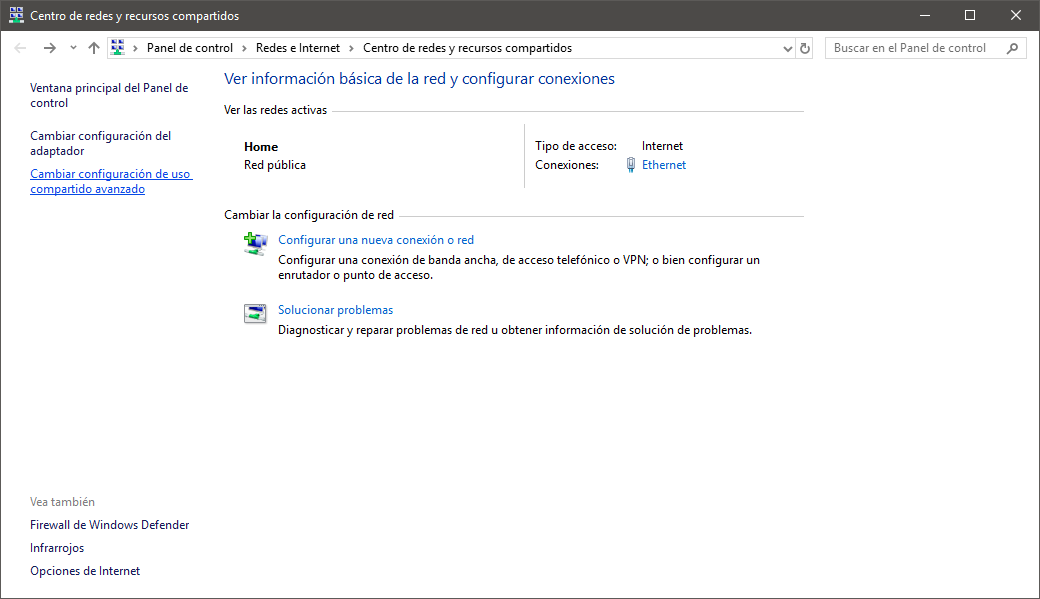 Centro de redes y recursos compartidos
Panel de control > Redes e Internet > Centro de redes y recursos compartidos
Buscar en el Panel de control
Ventana principal del Panel de
control
Cambiar configuración del
adaptador
Cambiar configuración de uso
compartido avanzado
Ver información básica de la red y configurar conexiones
Ver las redes activas
Home
Red pública
Tipo de acceso: Internet
Conexiones: Ethernet
Cambiar la configuración de red
Configurar una nueva conexión o red
Configurar una conexión de banda ancha, de acceso telefónico o VPN; o bien configurar un
enrutador o punto de acceso.
Solucionar problemas
Diagnosticar y reparar problemas de red u obtener información de solución de problemas.
Vea también
Firewall de Windows Defender
Infrarrojos
Opciones de Internet